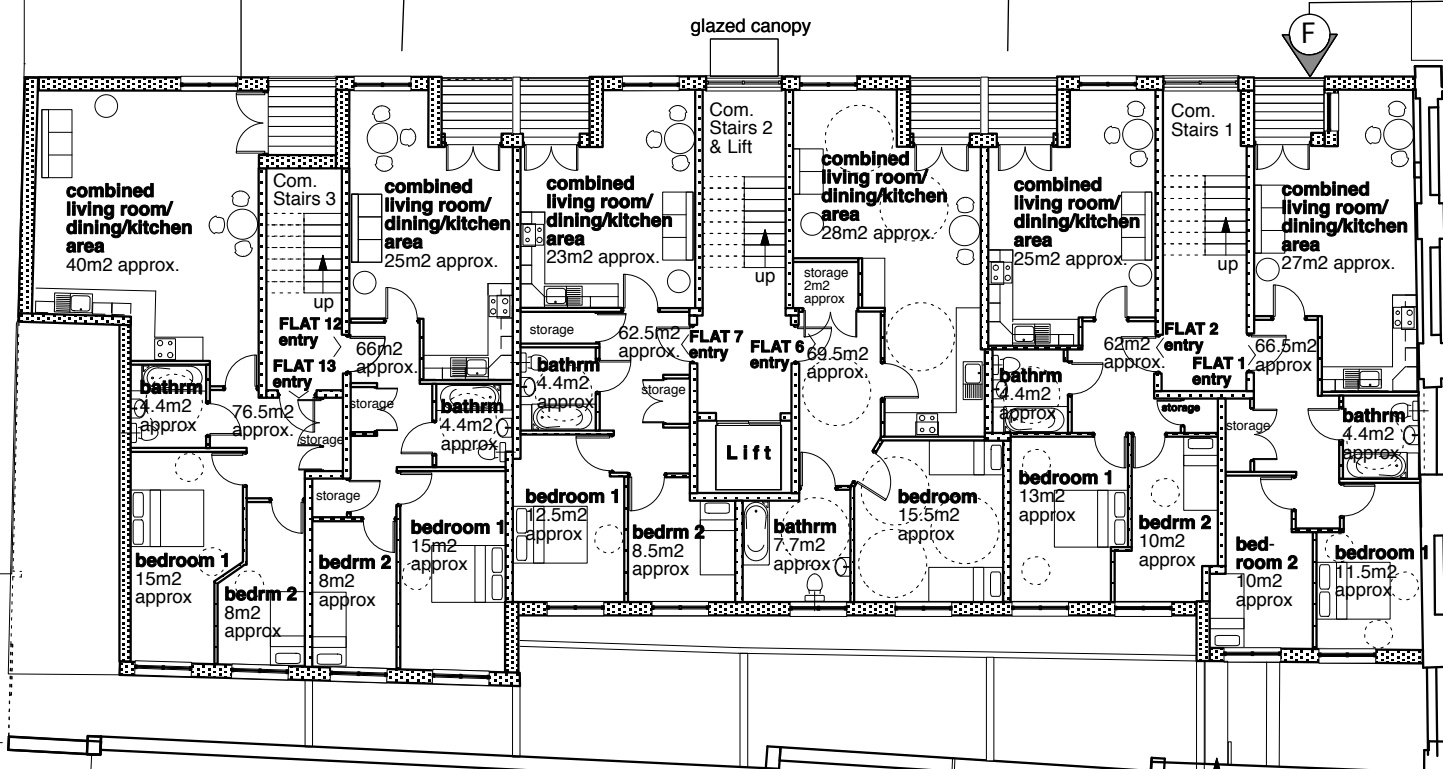 glazed canopy
F
combined
living room/
dining/kitchen
area
40m2 approx.
Com.
Stairs 3
up
FLAT 12
entry
FLAT 13
entry
combined
living room/
dining/kitchen
area
25m2 approx.
66m2
approx.
combined
living room/
dining/kitchen
area
23m2 approx.
storage
62.5m2
approx.
Com.
Stairs 2
& Lift
up
FLAT 7
entry
FLAT 6
entry
Lift
combined
living room/
dining/kitchen
area
28m2 approx.
storage
2m2
approx
69.5m2
approx.
combined
living room/
dining/kitchen
area
25m2 approx.
62m2
approx.
Com.
Stairs 1
up
FLAT 2
entry
FLAT 1
entry
combined
living room/
dining/kitchen
area
27m2 approx.
66.5m2
approx.
bathrm
4.4m2
approx
76.5m2
approx.
storage
storage
bathrm
4.4m2
approx
bathrm
4.4m2
approx
storage
bathrm
4.4m2
approx
storage
storage
bathrm
4.4m2
approx
bedroom 1
15m2
approx
bedrm 2
8m2
approx
storage
bedrm 2
8m2
approx
bedroom 1
15m2
approx
bedroom 1
12.5m2
approx
bedrm 2
8.5m2
approx
bathrm
7.7m2
approx
bedroom
15.5m2
approx
bedroom 1
13m2
approx
bedrm 2
10m2
approx
bed-
room 2
10m2
approx
bedroom 1
11.5m2
approx